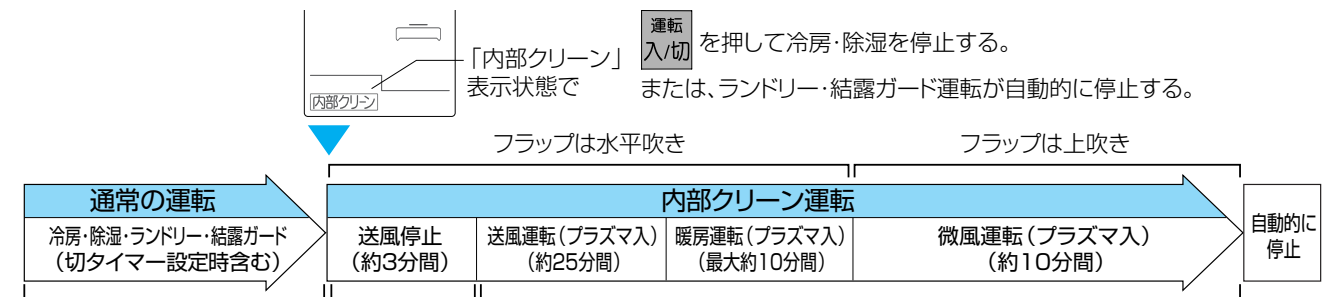 内部クリーン
「内部クリーン」
表示状態で
運転
入/切
を押して冷房・除湿を停止する。
または、ランドリー・結露ガード運転が自動的に停止する。
フラップは水平吹き
フラップは上吹き
通常の運転
内部クリーン運転
冷房・除湿・ランドリー・結露ガード
(切タイマー設定時含む)
送風停止
(約3分間)
送風運転(プラズマ入)
(約25分間)
暖房運転(プラズマ入)
(最大約10分間)
微風運転(プラズマ入)
(約10分間)
自動的に
停止